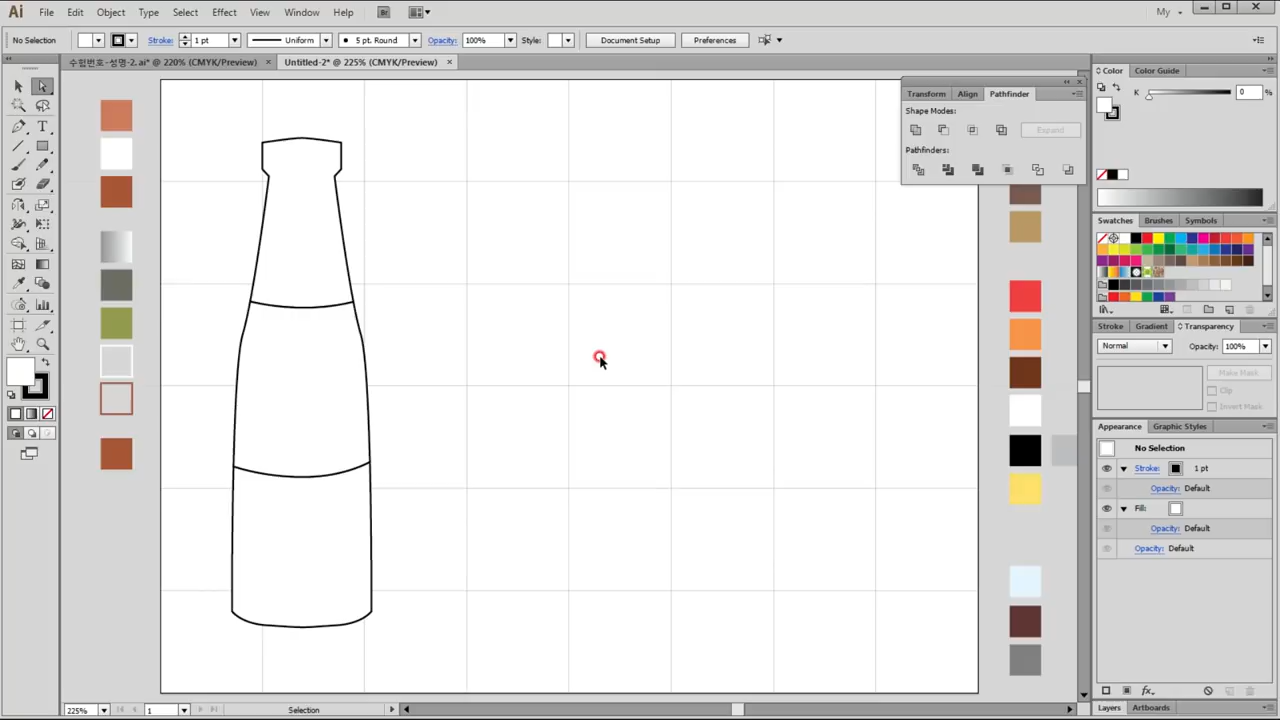 Ai File Edit Object Type Select Effect View Window Help Br My
No Selection Stroke: 1 pt Uniform 5 pt. Round Opacity: 100% Style: Document Setup Preferences
수험번호-성명-2.ai* @ 220% (CMYK/Preview) × Untitled-2* @ 225% (CMYK/Preview) ×
Transform Align Pathfinder
Shape Modes:
Expand
Pathfinders:
Color Color Guide
K 0 %
Swatches Brushes Symbols
Stroke Gradient Transparency
Normal Opacity: 100%
Make Mask
Clip
Invert Mask
Appearance Graphic Styles
No Selection
Stroke: 1 pt
Opacity: Default
Fill:
Opacity: Default
Opacity: Default
fx
Layers Artboards
225% 1 Selection